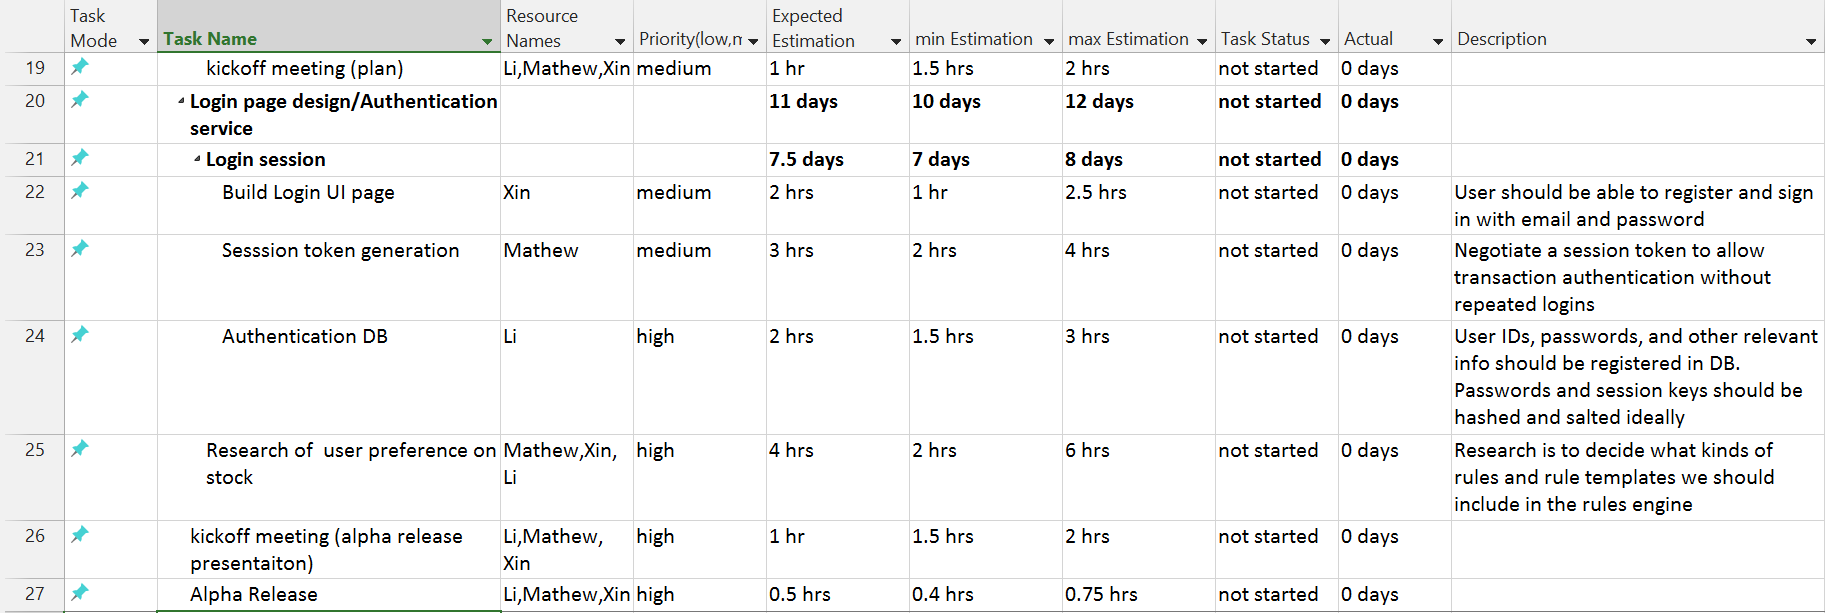 Task Mode Task Name Resource Names Priority(low,m Expected Estimation min Estimation max Estimation Task Status Actual Description
19 kickoff meeting (plan) Li,Mathew,Xin medium 1 hr 1.5 hrs 2 hrs not started 0 days
20 Login page design/Authentication service 11 days 10 days 12 days not started 0 days
21 Login session 7.5 days 7 days 8 days not started 0 days
22 Build Login UI page Xin medium 2 hrs 1 hr 2.5 hrs not started 0 days User should be able to register and sign
in with email and password
23 Sesssion token generation Mathew medium 3 hrs 2 hrs 4 hrs not started 0 days Negotiate a session token to allow
transaction authentication without
repeated logins
24 Authentication DB Li high 2 hrs 1.5 hrs 3 hrs not started 0 days User IDs, passwords, and other relevant
info should be registered in DB.
Passwords and session keys should be
hashed and salted ideally
25 Research of  user preference on stock Mathew,Xin, Li high 4 hrs 2 hrs 6 hrs not started 0 days Research is to decide what kinds of
rules and rule templates we should
include in the rules engine
26 kickoff meeting (alpha release presentaiton) Li,Mathew, Xin high 1 hr 1.5 hrs 2 hrs not started 0 days
27 Alpha Release Li,Mathew,Xin high 0.5 hrs 0.4 hrs 0.75 hrs not started 0 days